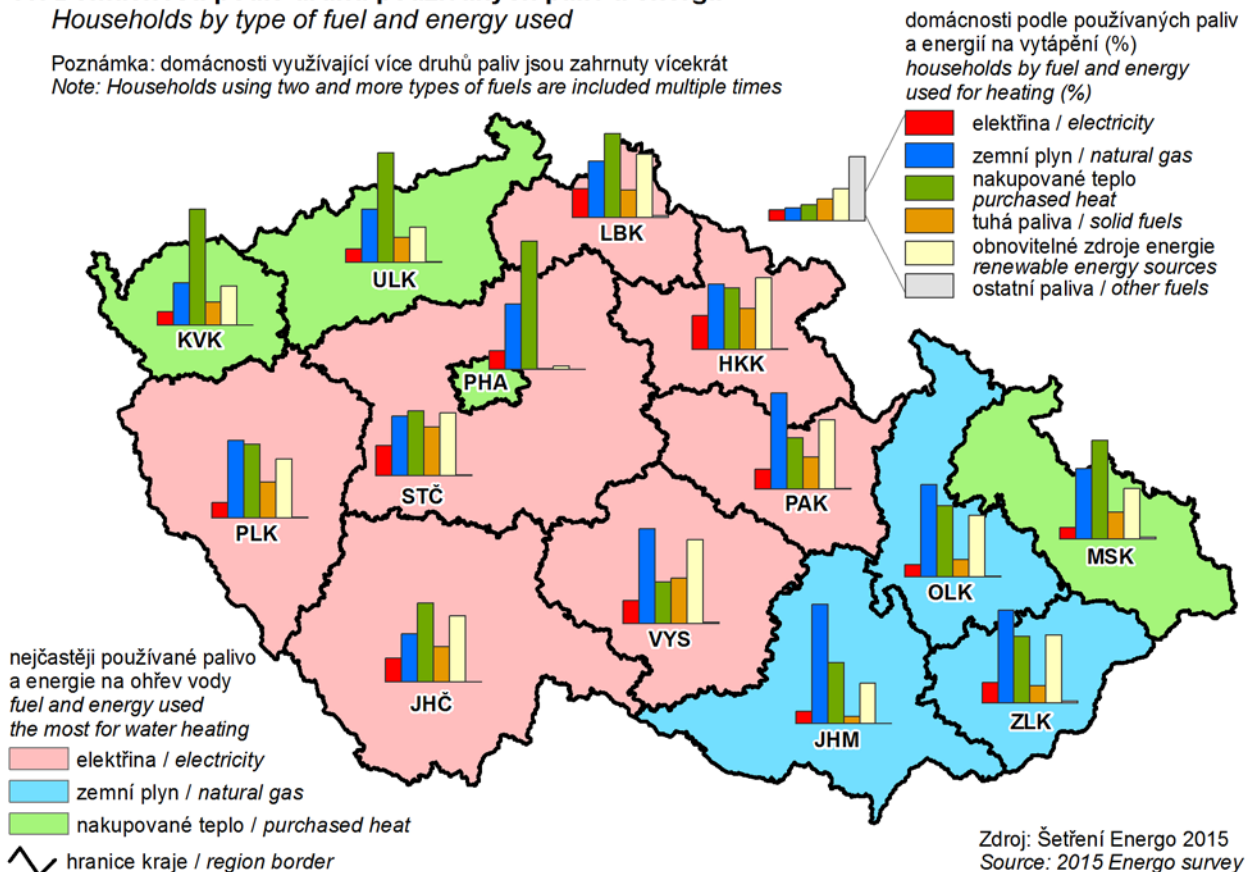 Households by type of fuel and energy used
Poznámka: domácnosti využívající více druhů paliv jsou zahrnuty vícekrát
Note: Households using two and more types of fuels are included multiple times
domácnosti podle používaných paliv
a energií na vytápění (%)
households by fuel and energy
used for heating (%)
elektřina / electricity
zemní plyn / natural gas
nakupované teplo
purchased heat
tuhá paliva / solid fuels
obnovitelné zdroje energie
renewable energy sources
ostatní paliva / other fuels
LBK
ULK
KVK
HKK
PHA
STČ
PAK
PLK
MSK
OLK
VYS
JHČ
ZLK
JHM
nejčastěji používané palivo
a energie na ohřev vody
fuel and energy used
the most for water heating
elektřina / electricity
zemní plyn / natural gas
nakupované teplo / purchased heat
hranice kraje / region border
Zdroj: Šetření Energo 2015
Source: 2015 Energo survey